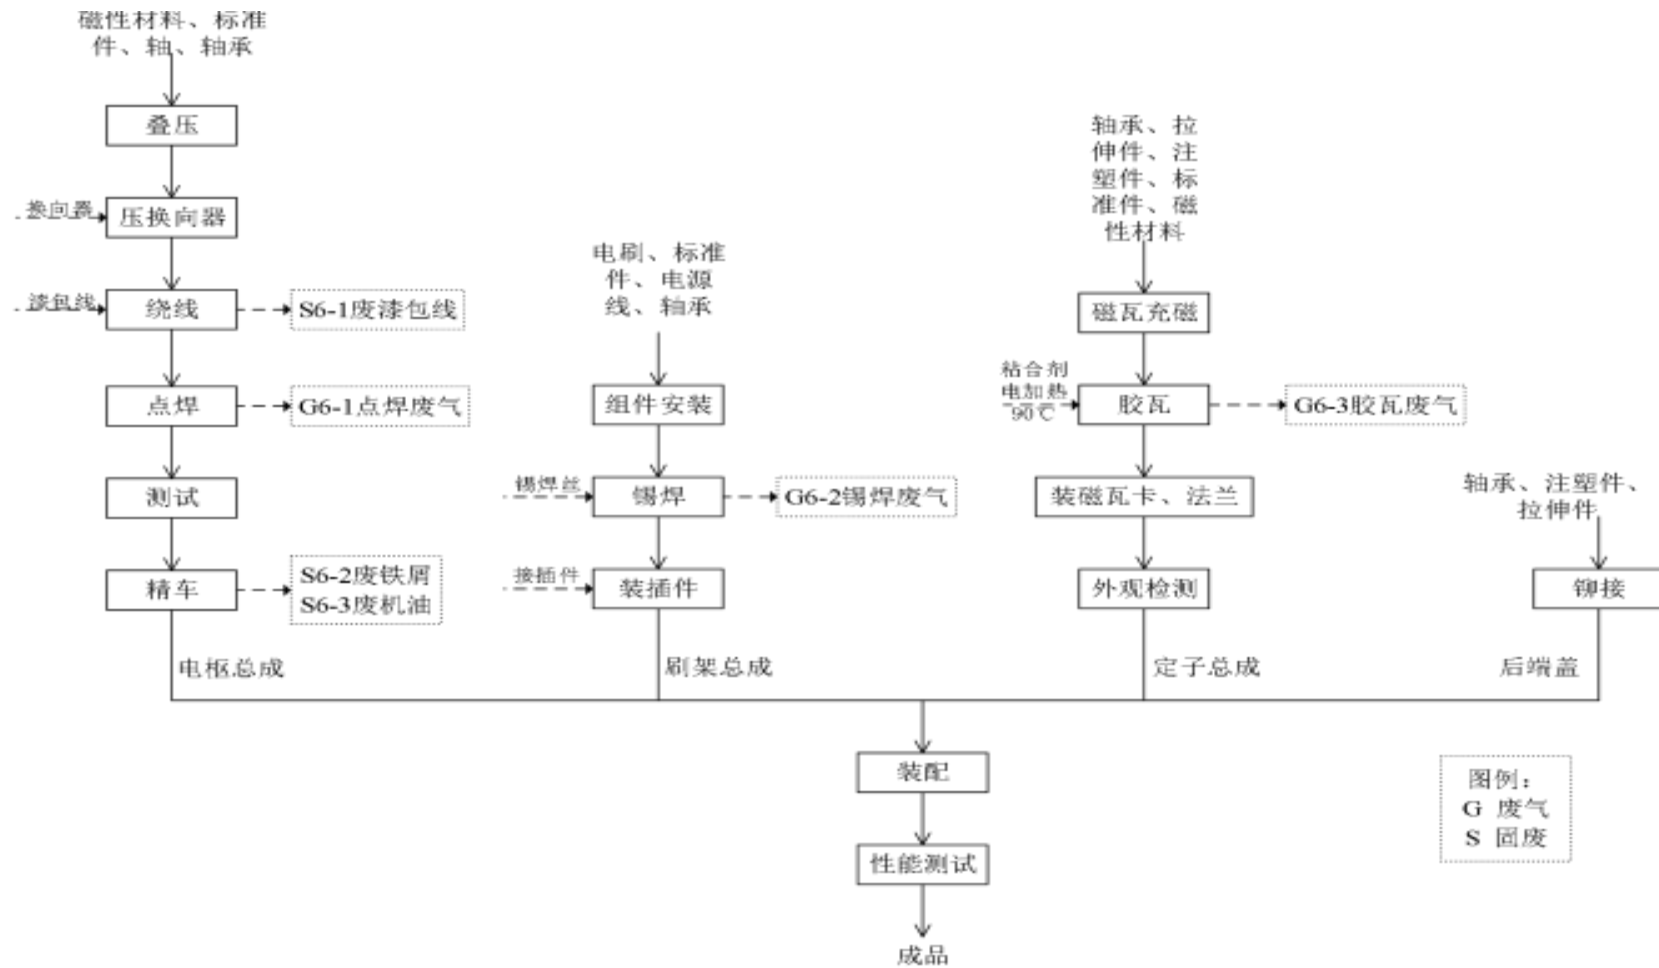 磁性材料、标准
件、轴、轴承
叠压
换向器
压换向器
漆包线
绕线
S6-1废漆包线
点焊
G6-1点焊废气
测试
精车
S6-2废铁屑
S6-3废机油
电枢总成
电刷、标准
件、电源
线、轴承
组件安装
锡焊丝
锡焊
G6-2锡焊废气
接插件
装插件
刷架总成
轴承、拉
伸件、注
塑件、标
准件、磁
性材料
磁瓦充磁
粘合剂
电加热
90℃
胶瓦
G6-3胶瓦废气
装磁瓦卡、法兰
外观检测
定子总成
轴承、注塑件、
拉伸件
铆接
后端盖
装配
性能测试
成品
图例：
G 废气
S 固废